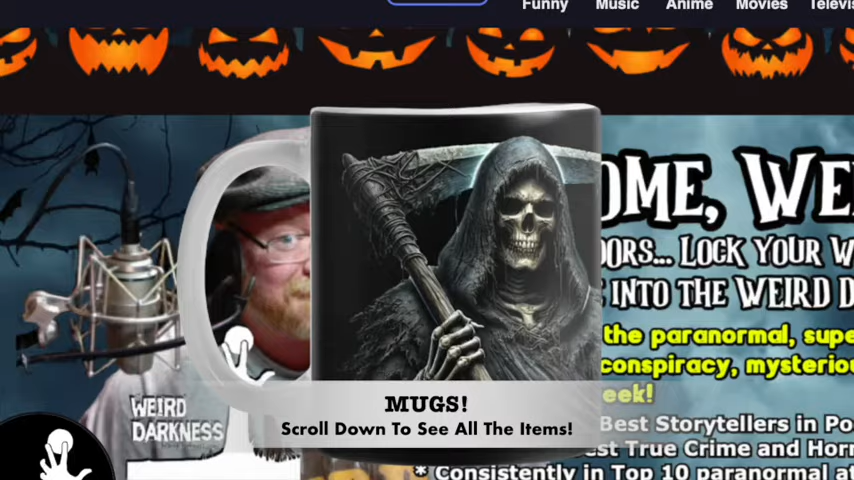 Funny Music Anime Movies
OME, WE
OORS... LOCK YOUR W
INTO THE WEIRD D
the paranormal, supe
conspiracy, mysteriou
eek!
MUGS!
Scroll Down To See All The Items!
Best Storytellers in Po
st True Crime and Horr
* Consistently in Top 10 paranormal
WEIRD
DARKNESS